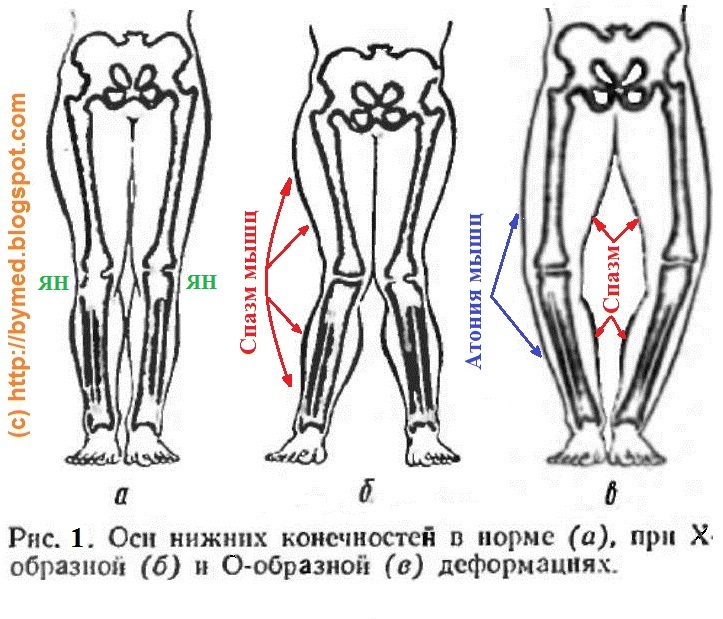 (c) http://bymed.blogspot.com
ЯН
ЯН
Спазм мышц
Атония мышц
Спазм
а
б
в
Рис. 1. Оси нижних конечностей в норме (а), при Х-
образной (б) и О-образной (в) деформациях.